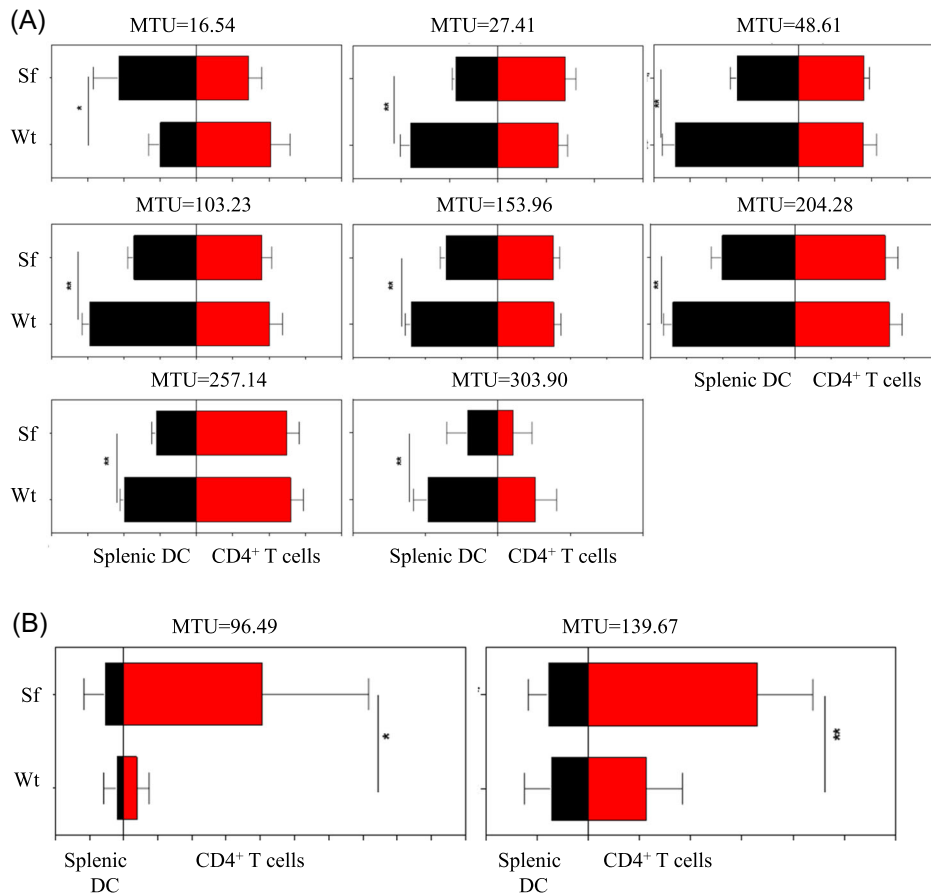 (A)
MTU=16.54 MTU=27.41 MTU=48.61
Sf
*
**
**
Wt
MTU=103.23 MTU=153.96 MTU=204.28
Sf
**
**
**
Wt
Splenic DC CD4⁺ T cells
MTU=257.14 MTU=303.90
Sf
**
**
Wt
Splenic DC CD4⁺ T cells Splenic DC CD4⁺ T cells
(B)
MTU=96.49 MTU=139.67
Sf
*
**
Wt
Splenic CD4⁺ T cells Splenic CD4⁺ T cells
DC DC